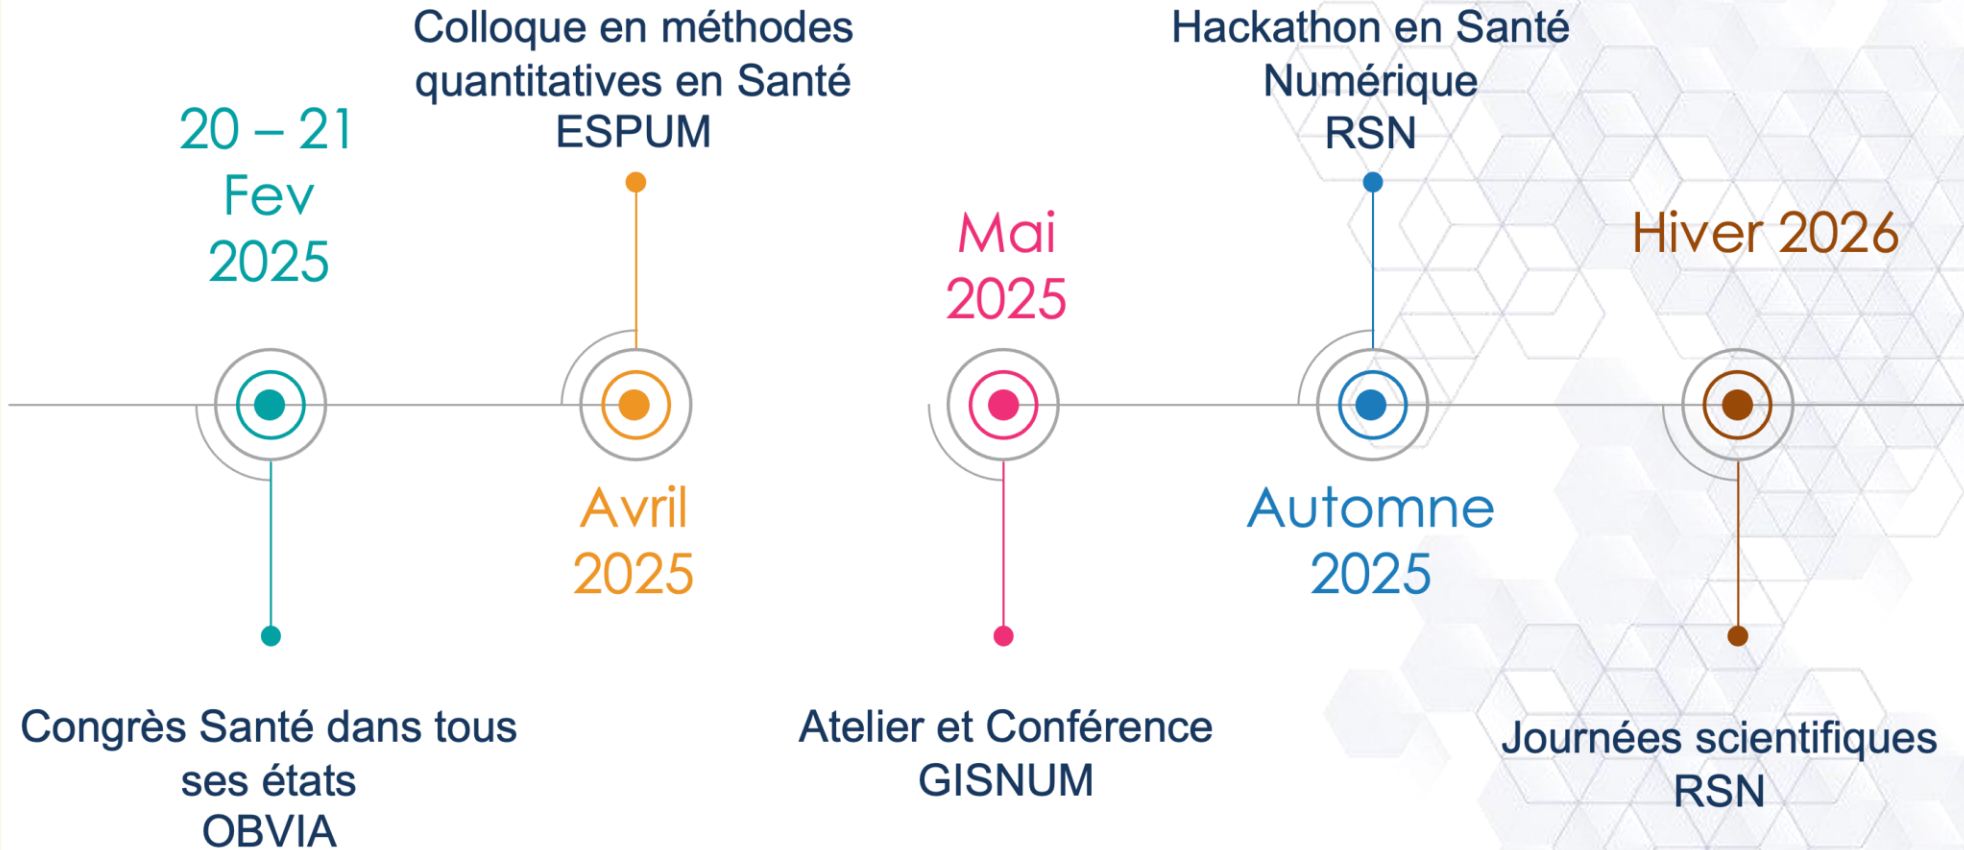 20 – 21
Fev
2025
Congrès Santé dans tous
ses états
OBVIA
Colloque en méthodes
quantitatives en Santé
ESPUM
Avril
2025
Mai
2025
Atelier et Conférence
GISNUM
Hackathon en Santé
Numérique
RSN
Automne
2025
Hiver 2026
Journées scientifiques
RSN